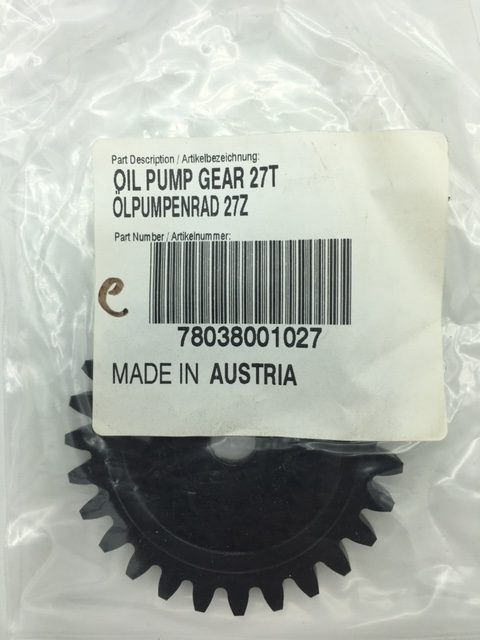 Part Description / Artikelbezeichnung:
OIL PUMP GEAR 27T
ÖLPUMPENRAD 27Z
Part Number / Artikelnummer:
e
78038001027
MADE IN AUSTRIA